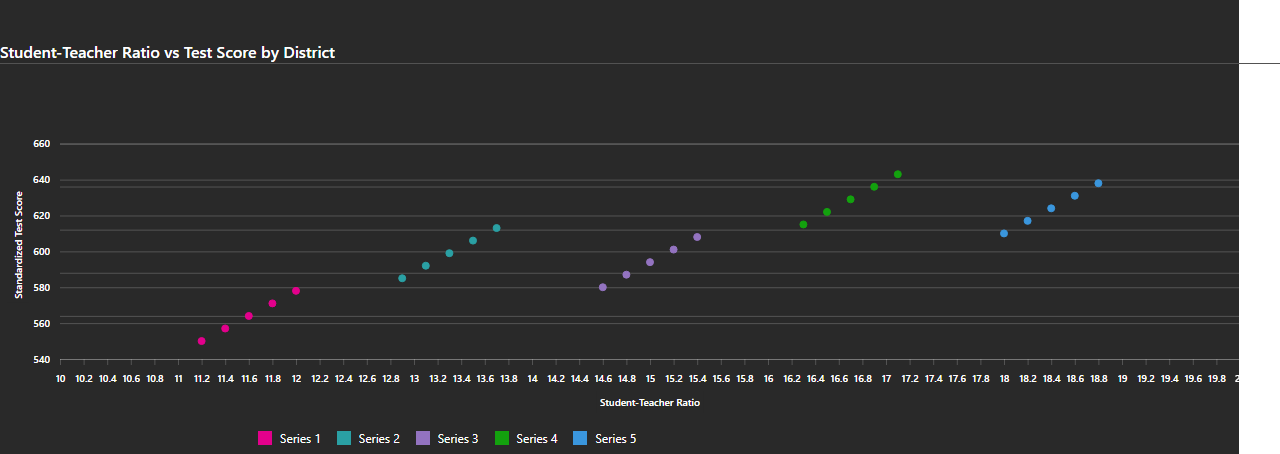 Student-Teacher Ratio vs Test Score by District
660
640
620
600
580
560
540
Standardized Test Score
10 10.2 10.4 10.6 10.8 11 11.2 11.4 11.6 11.8 12 12.2 12.4 12.6 12.8 13 13.2 13.4 13.6 13.8 14 14.2 14.4 14.6 14.8 15 15.2 15.4 15.6 15.8 16 16.2 16.4 16.6 16.8 17 17.2 17.4 17.6 17.8 18 18.2 18.4 18.6 18.8 19 19.2 19.4 19.6 19.8
Student-Teacher Ratio
Series 1 Series 2 Series 3 Series 4 Series 5